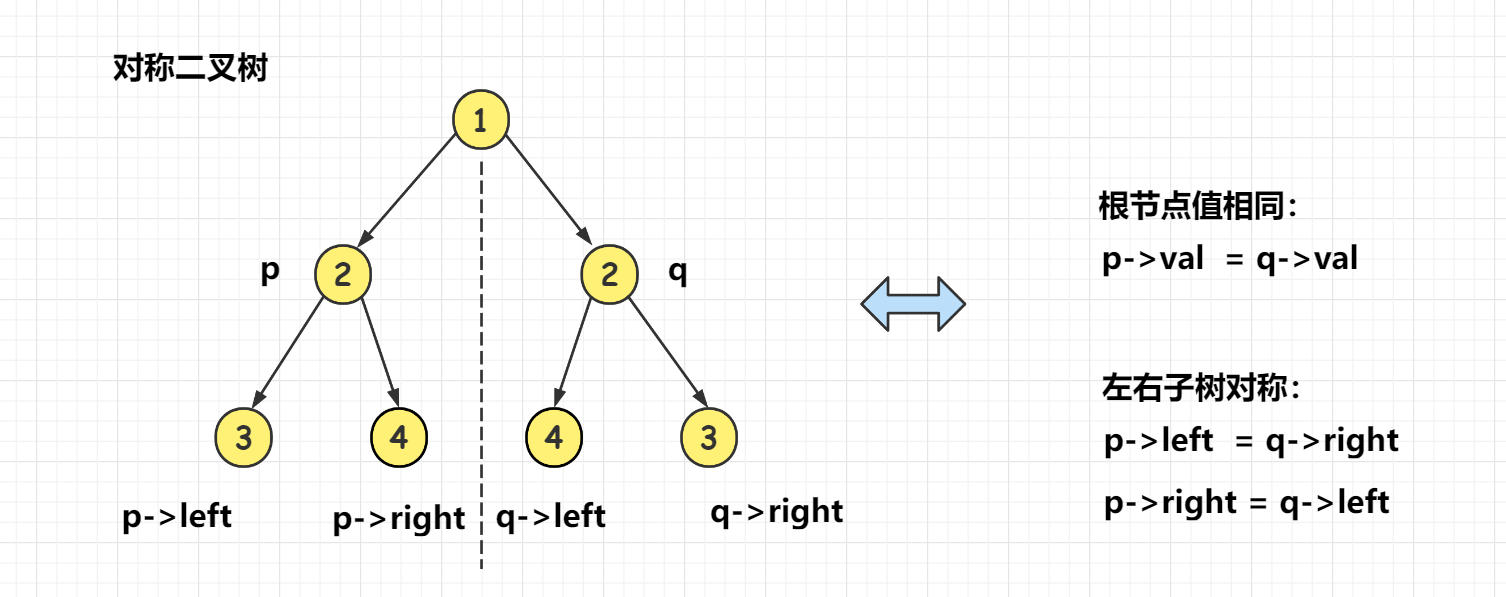 对称二叉树
1
p
2
2
q
3
4
4
3
p->left
p->right
q->left
q->right
根节点值相同：
p->val = q->val
左右子树对称：
p->left = q->right
p->right = q->left